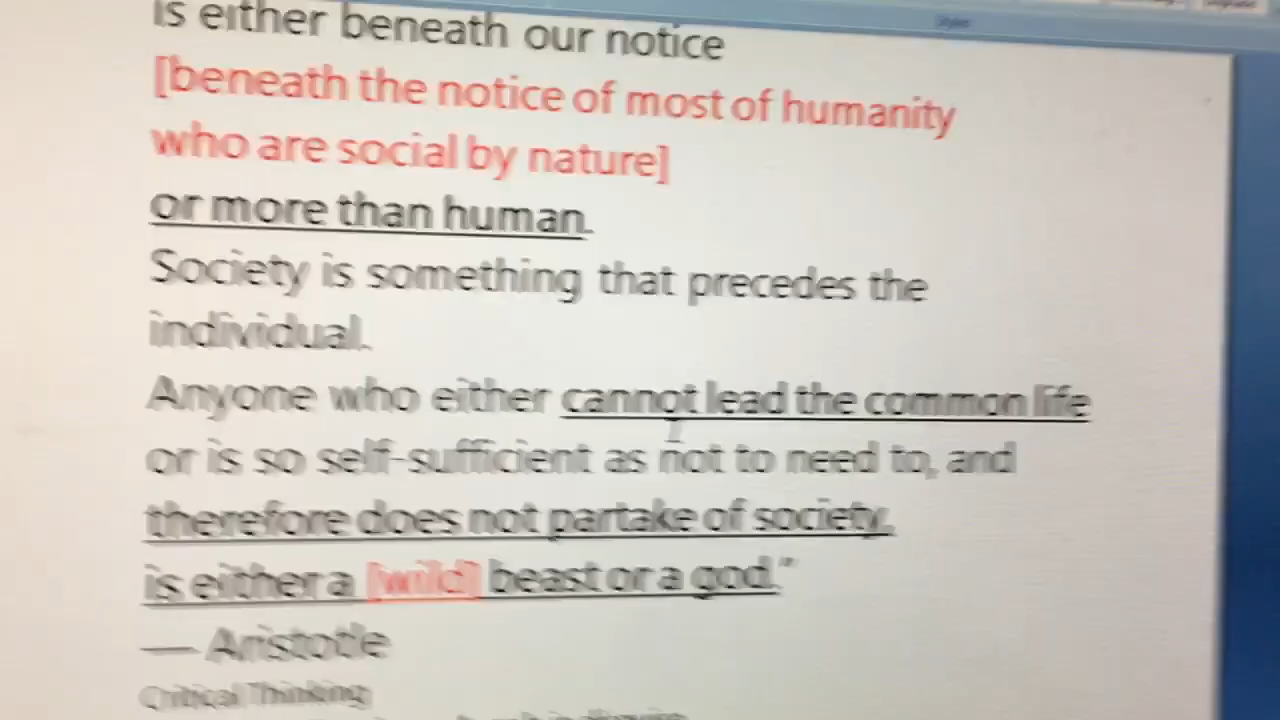 is either beneath our notice
[beneath the notice of most of humanity
who are social by nature]
or more than human.
Society is something that precedes the
individual.
Anyone who either cannot lead the common life
or is so self-sufficient as not to need to, and
therefore does not partake of society,
is either a [wild] beast or a god."
— Aristotle
Critical Thinking